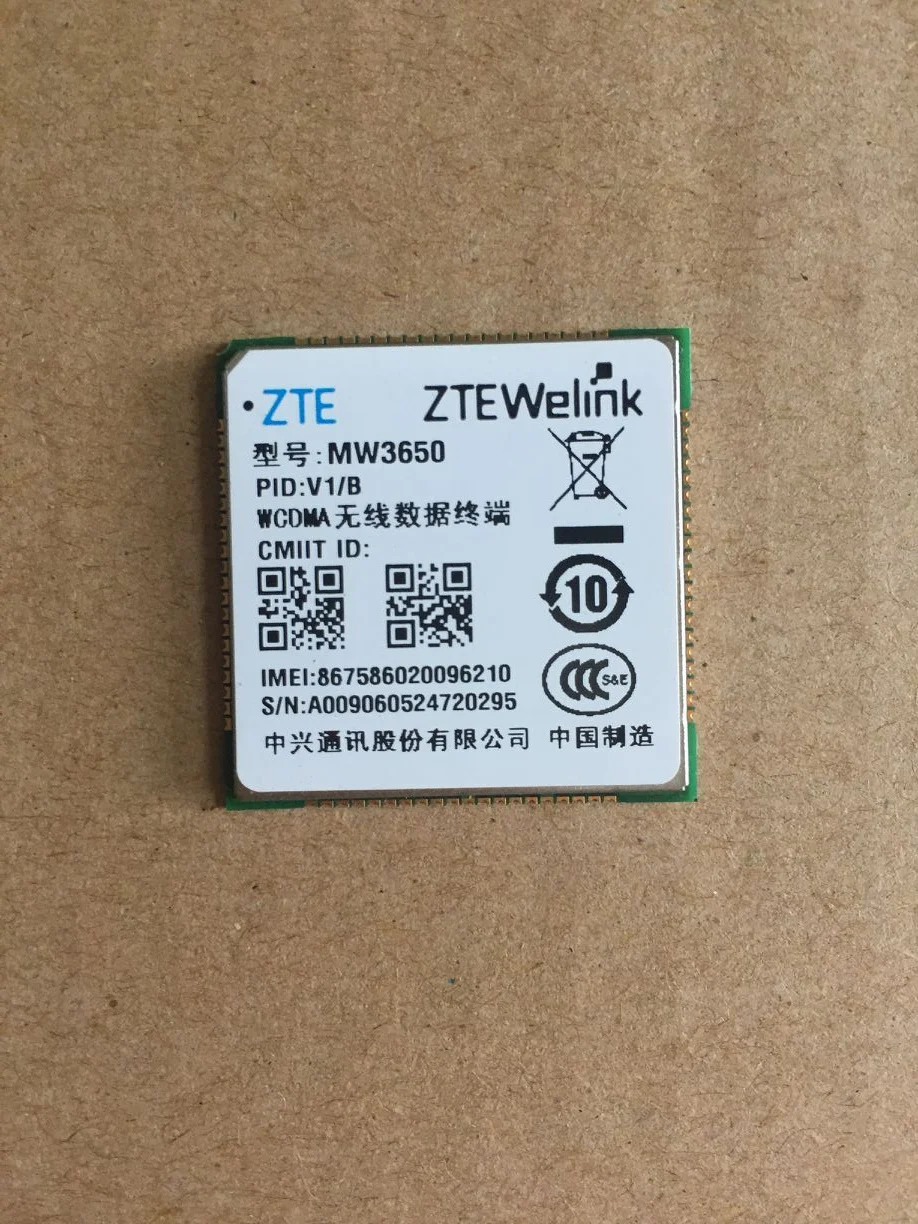 ZTE ZTEWelink
型号:MW3650
PID:V1/B
WCDMA无线数据终端
CMIIT ID:
10
S&E
IMEI:867586020096210
S/N:A009060524720295
中兴通讯股份有限公司 中国制造